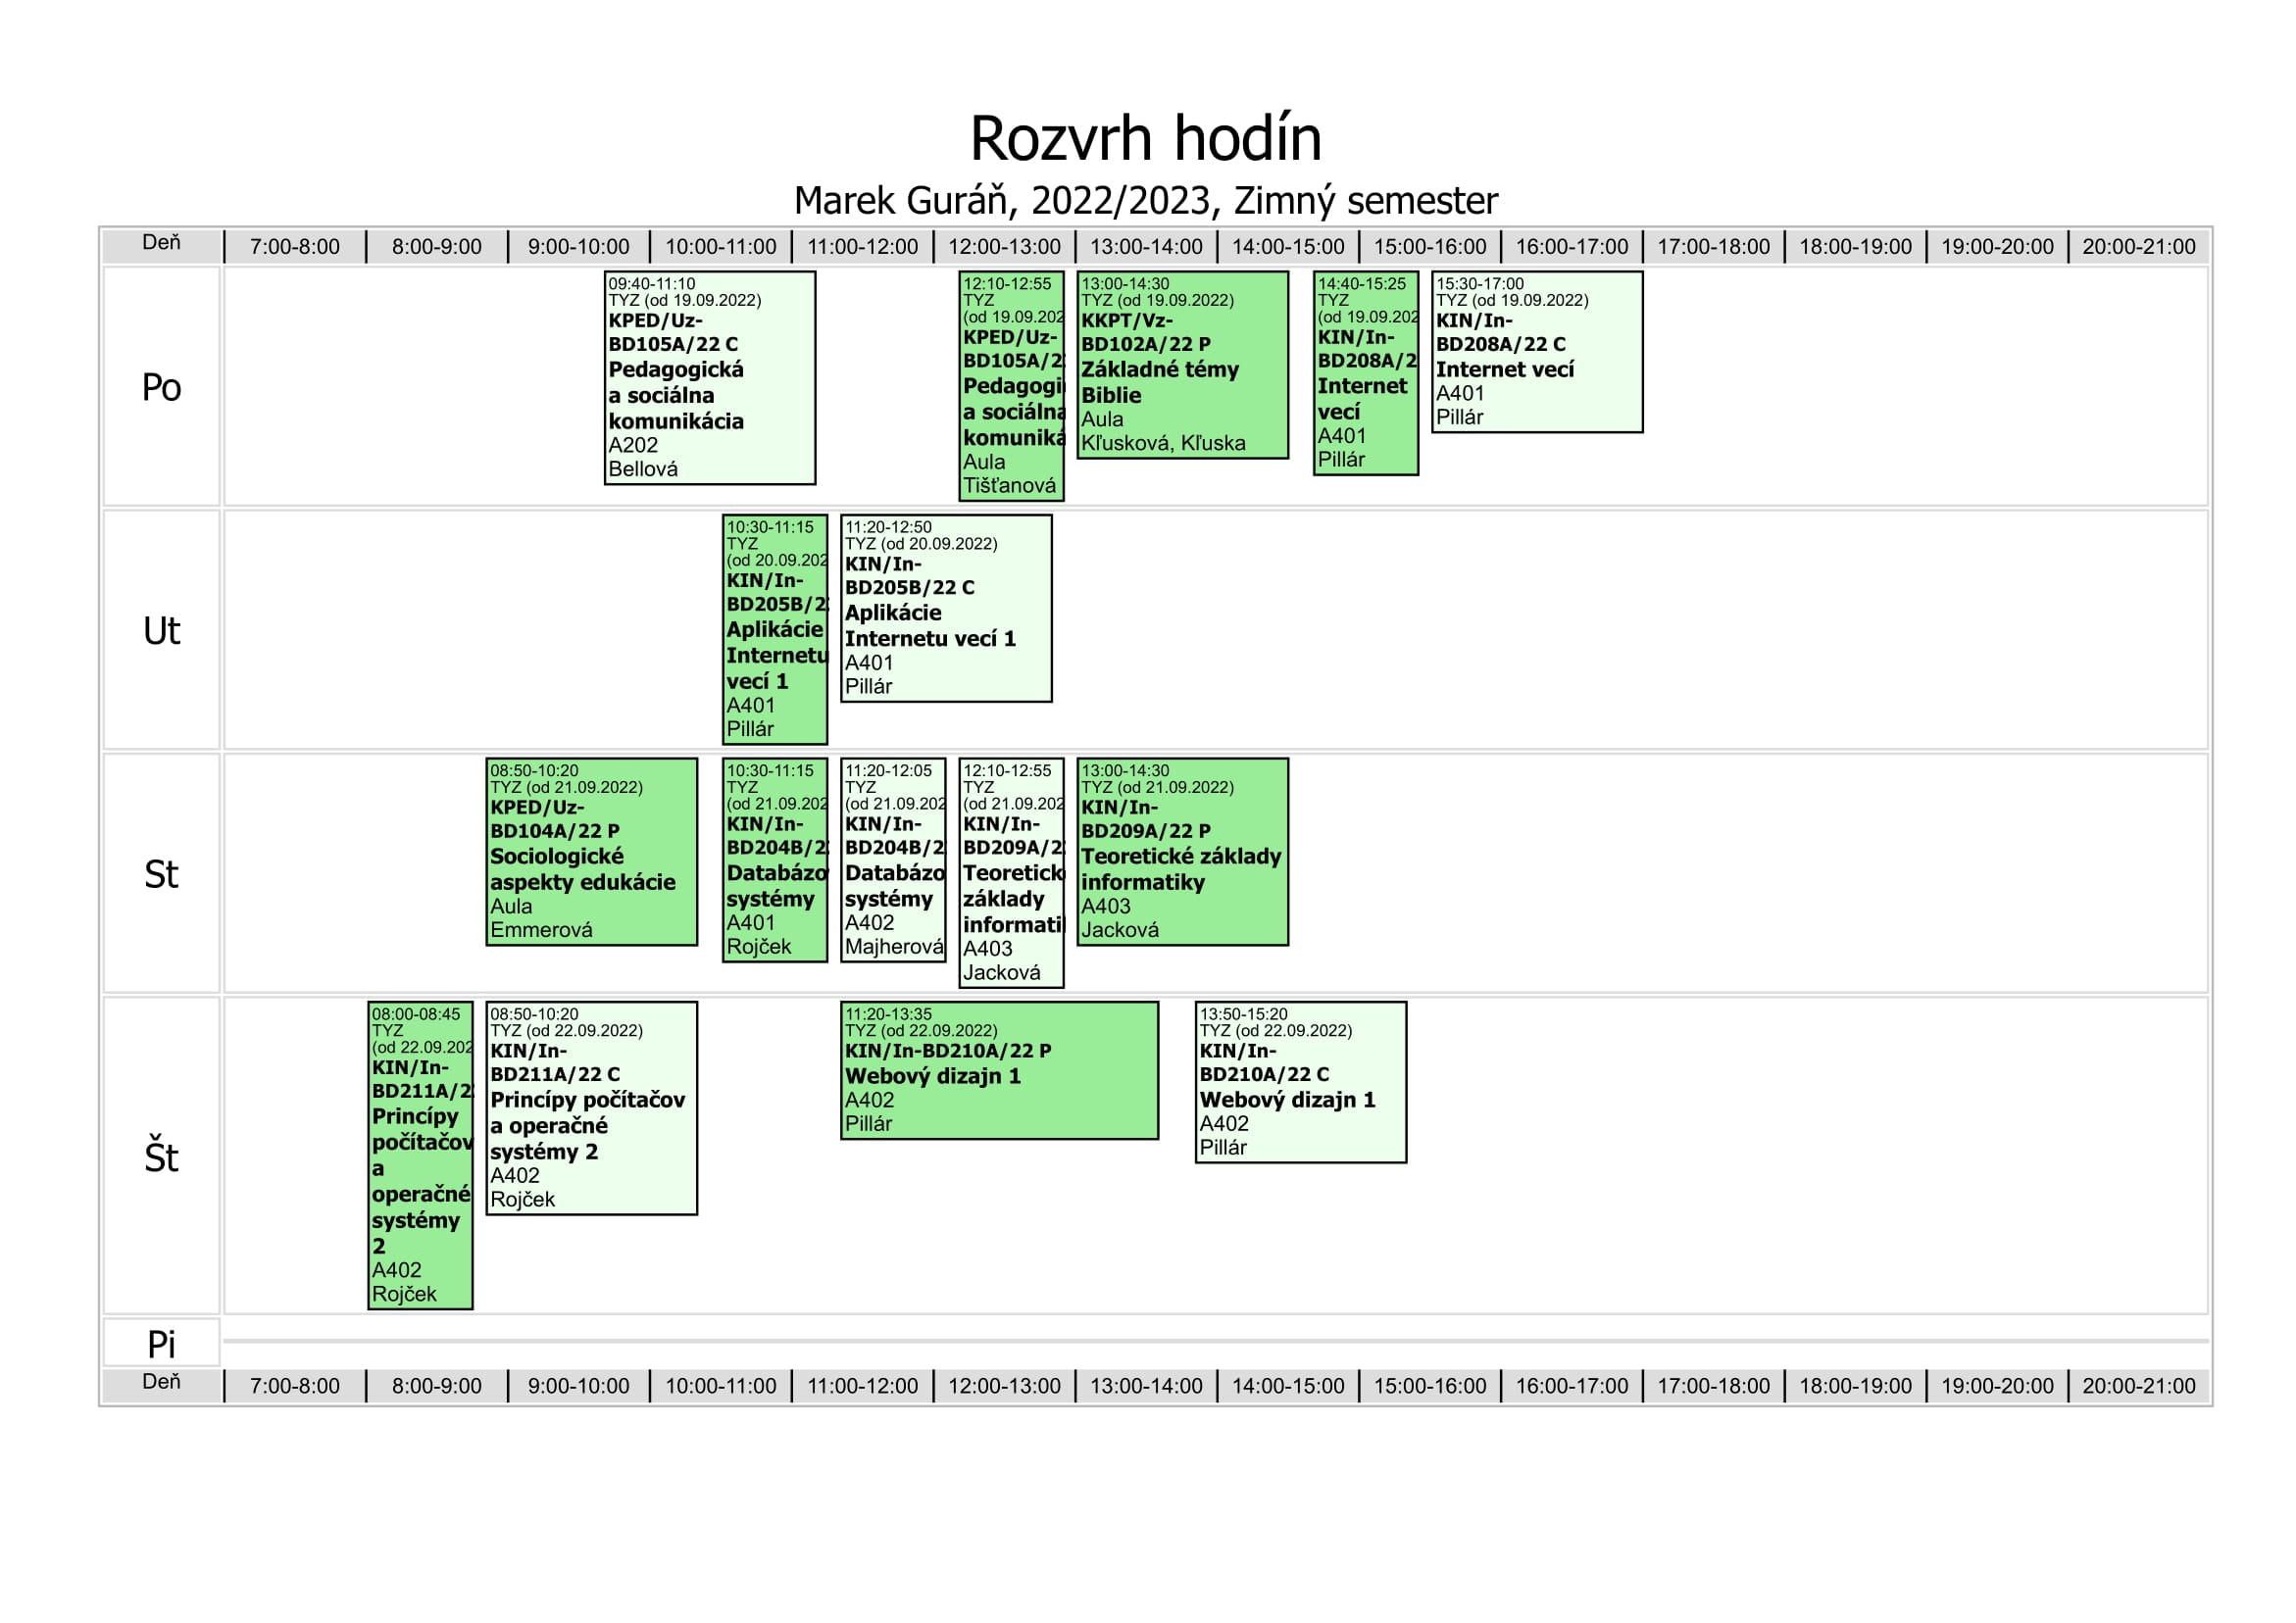 Rozvrh hodín
Marek Guráň, 2022/2023, Zimný semester
Deň 7:00-8:00 8:00-9:00 9:00-10:00 10:00-11:00 11:00-12:00 12:00-13:00 13:00-14:00 14:00-15:00 15:00-16:00 16:00-17:00 17:00-18:00 18:00-19:00 19:00-20:00 20:00-21:00
Po
09:40-11:10
TYZ (od 19.09.2022)
KPED/Uz-
BD105A/22 C
Pedagogická
a sociálna
komunikácia
A202
Bellová
12:10-12:55
TYZ
(od 19.09.202
KPED/Uz-
BD105A/2
Pedagogi
a sociálna
komuniká
Aula
Tišťanová
13:00-14:30
TYZ (od 19.09.2022)
KKPT/Vz-
BD102A/22 P
Základné témy
Biblie
Aula
Kľusková, Kľuska
14:40-15:25
TYZ
(od 19.09.202
KIN/In-
BD208A/2
Internet
vecí
A401
Pillár
15:30-17:00
TYZ (od 19.09.2022)
KIN/In-
BD208A/22 C
Internet vecí
A401
Pillár
Ut
10:30-11:15
TYZ
(od 20.09.202
KIN/In-
BD205B/2
Aplikácie
Internetu
vecí 1
A401
Pillár
11:20-12:50
TYZ (od 20.09.2022)
KIN/In-
BD205B/22 C
Aplikácie
Internetu vecí 1
A401
Pillár
St
08:50-10:20
TYZ (od 21.09.2022)
KPED/Uz-
BD104A/22 P
Sociologické
aspekty edukácie
Aula
Emmerová
10:30-11:15
TYZ
(od 21.09.202
KIN/In-
BD204B/2
Databázo
systémy
A401
Rojček
11:20-12:05
TYZ
(od 21.09.202
KIN/In-
BD204B/2
Databázo
systémy
A402
Majherová
12:10-12:55
TYZ
(od 21.09.202
KIN/In-
BD209A/2
Teoretick
základy
informati
A403
Jacková
13:00-14:30
TYZ (od 21.09.2022)
KIN/In-
BD209A/22 P
Teoretické základy
informatiky
A403
Jacková
Št
08:00-08:45
TYZ
(od 22.09.202
KIN/In-
BD211A/2
Princípy
počítačov
a
operačné
systémy
2
A402
Rojček
08:50-10:20
TYZ (od 22.09.2022)
KIN/In-
BD211A/22 C
Princípy počítačov
a operačné
systémy 2
A402
Rojček
11:20-13:35
TYZ (od 22.09.2022)
KIN/In-BD210A/22 P
Webový dizajn 1
A402
Pillár
13:50-15:20
TYZ (od 22.09.2022)
KIN/In-
BD210A/22 C
Webový dizajn 1
A402
Pillár
Pi
Deň 7:00-8:00 8:00-9:00 9:00-10:00 10:00-11:00 11:00-12:00 12:00-13:00 13:00-14:00 14:00-15:00 15:00-16:00 16:00-17:00 17:00-18:00 18:00-19:00 19:00-20:00 20:00-21:00